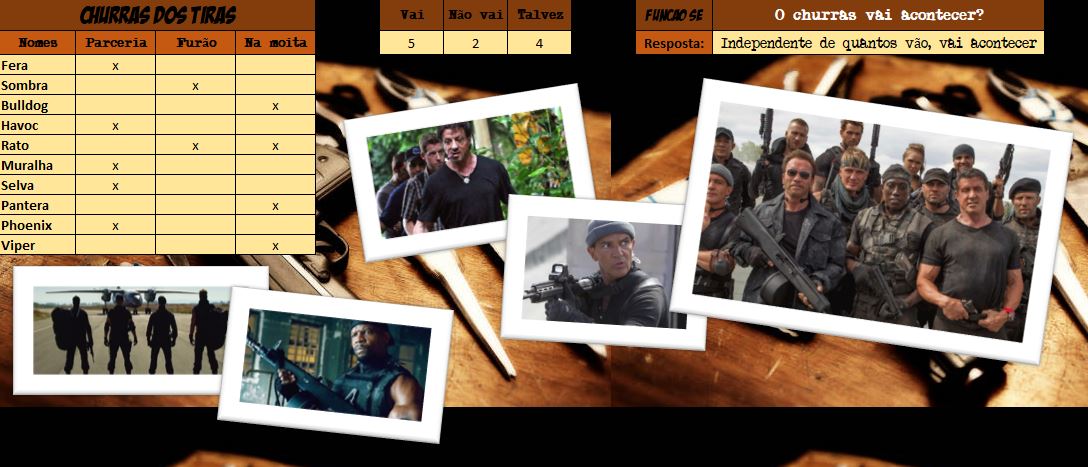 CHURRAS DOS TIRAS
Nomes Parceria Furão Na moita
Fera x
Sombra x
Bulldog x
Havoc x
Rato x x
Muralha x
Selva x
Pantera x
Phoenix x
Viper x
Vai Não vai Talvez
5 2 4
FUNCAO SE O churras vai acontecer?
Resposta: Independente de quantos vão, vai acontecer